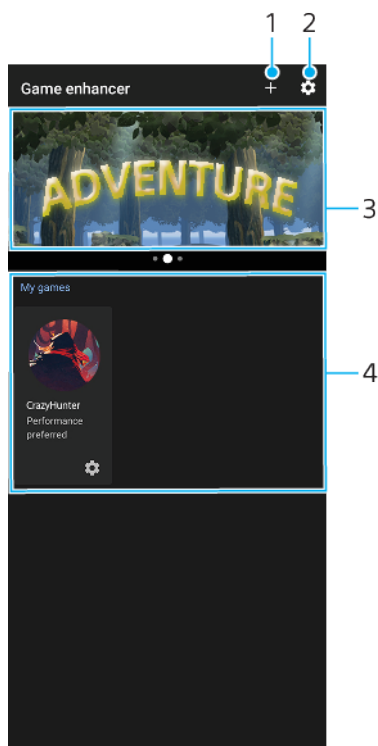 1 2
Game enhancer
ADVENTURE
3
My games
4
CrazyHunter
Performance
preferred